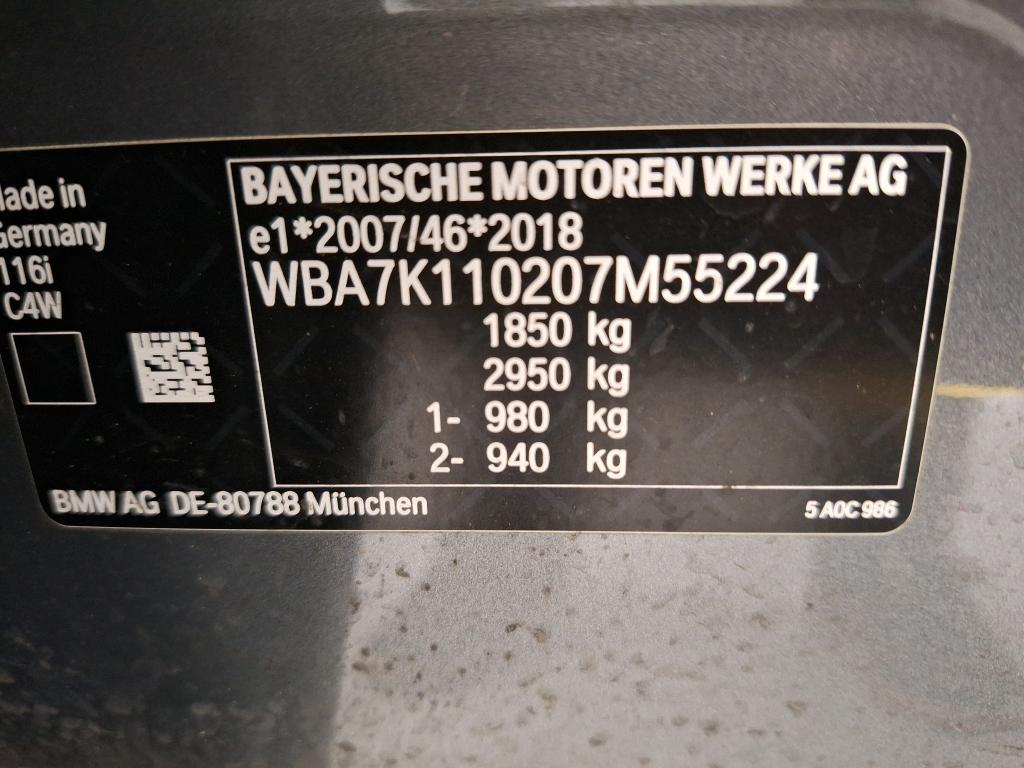 Made in
Germany
116i
C4W
BAYERISCHE MOTOREN WERKE AG
e1*2007/46*2018
WBA7K110207M55224
1850 kg
2950 kg
1- 980 kg
2- 940 kg
BMW AG DE-80788 München
5 A0C 986